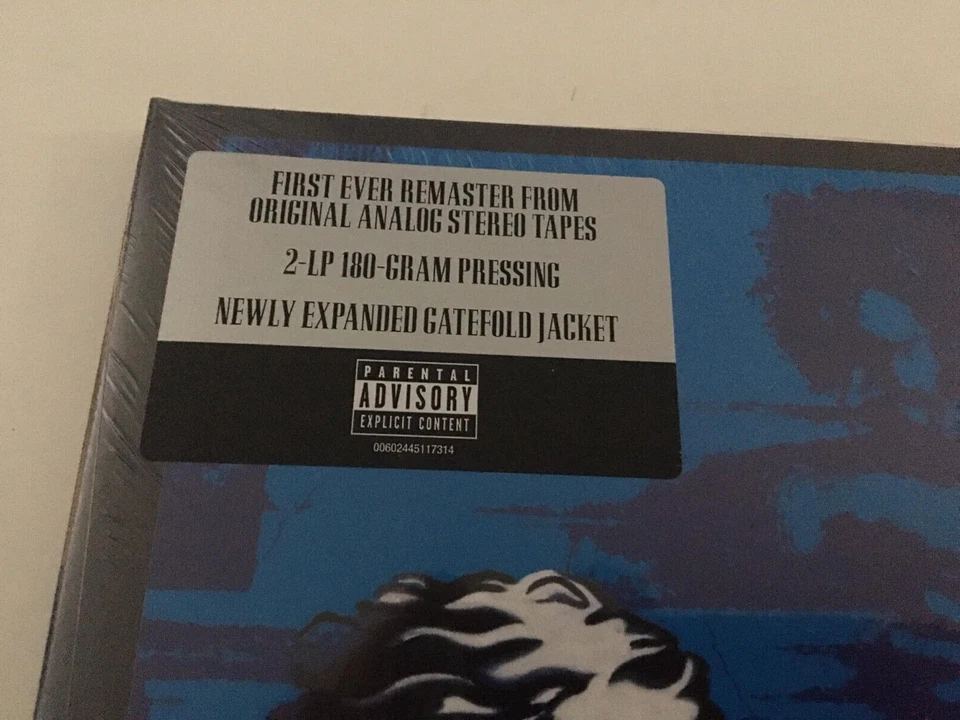 FIRST EVER REMASTER FROM
ORIGINAL ANALOG STEREO TAPES
2-LP 180-GRAM PRESSING
NEWLY EXPANDED GATEFOLD JACKET
PARENTAL
ADVISORY
EXPLICIT CONTENT
00602445117314